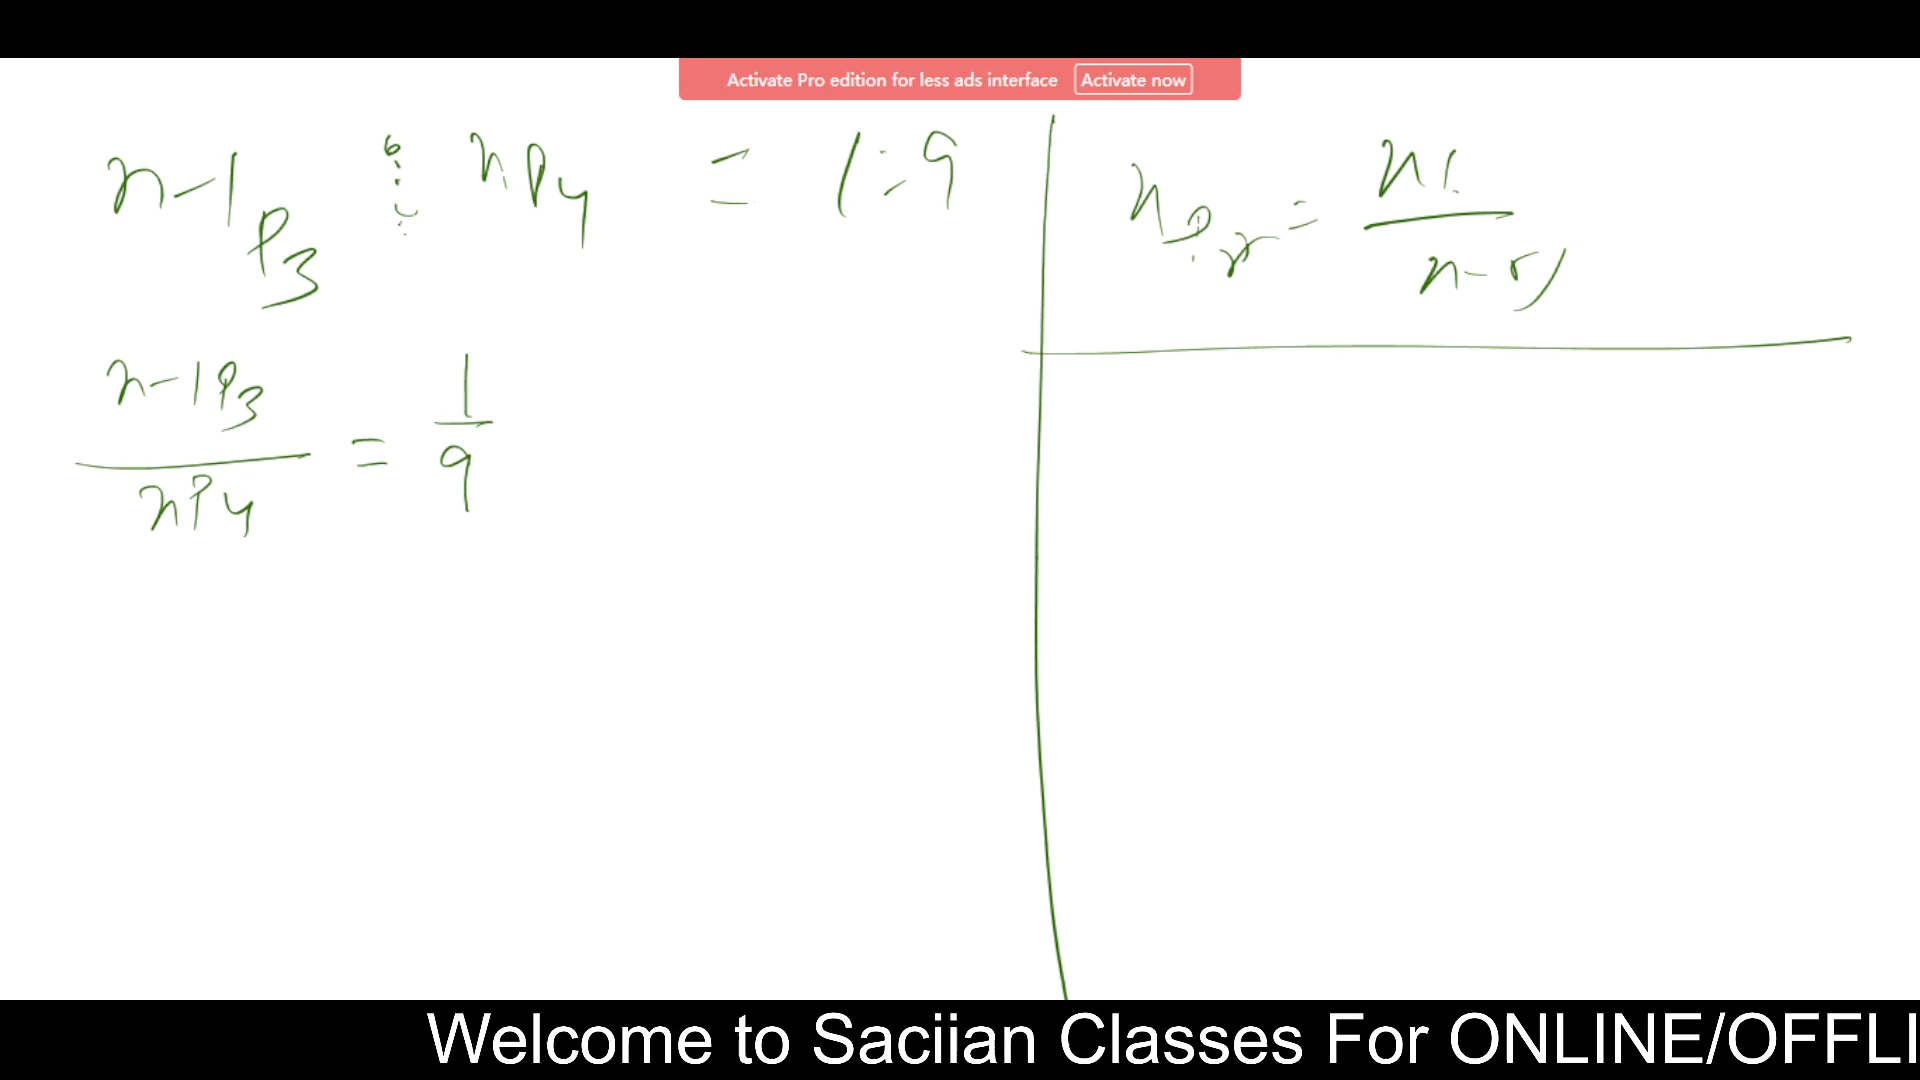 Activate Pro edition for less ads interface Activate now
n-1P3 : nP4 = 1:9
n-1P3
nP4
= 1
9
nPr = n!
n-r)
Welcome to Saciian Classes For ONLINE/OFFLI